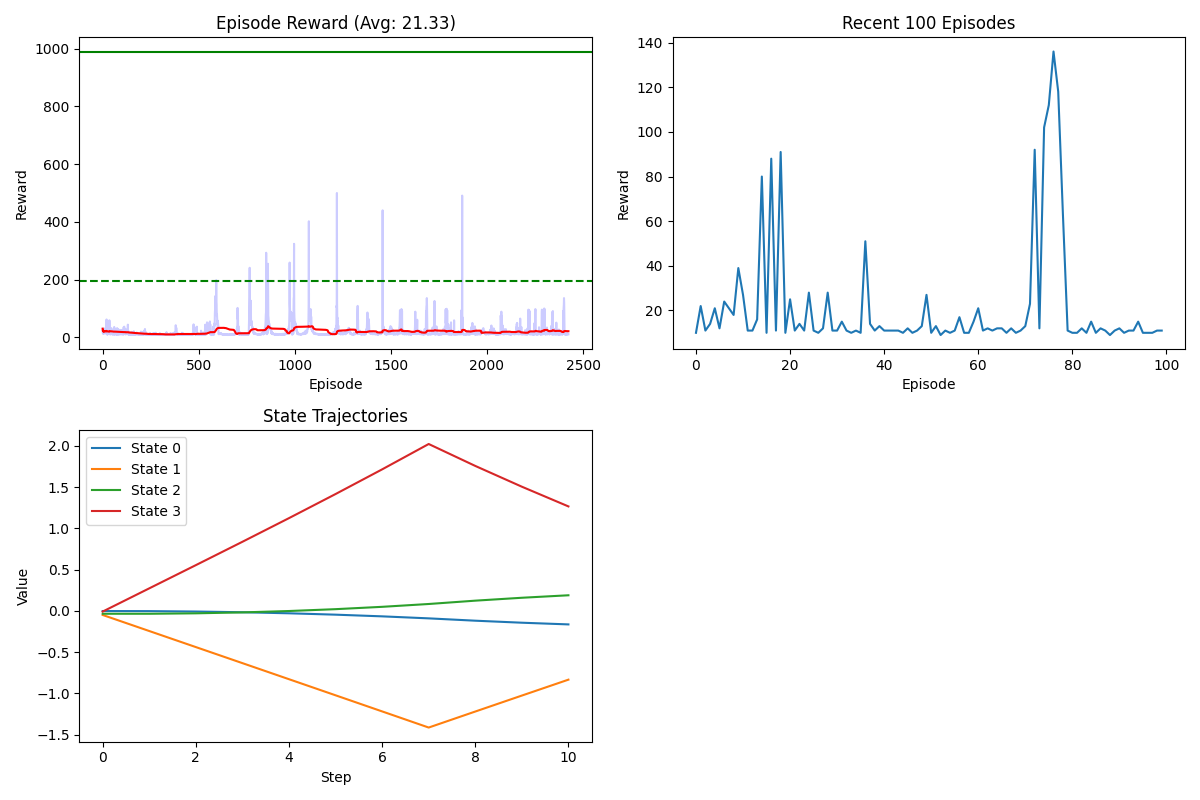 Episode Reward (Avg: 21.33)
Reward
1000
800
600
400
200
0
0 500 1000 1500 2000 2500
Episode
Recent 100 Episodes
Reward
140
120
100
80
60
40
20
0 20 40 60 80 100
Episode
State Trajectories
Value
2.0
1.5
1.0
0.5
0.0
−0.5
−1.0
−1.5
State 0
State 1
State 2
State 3
0 2 4 6 8 10
Step